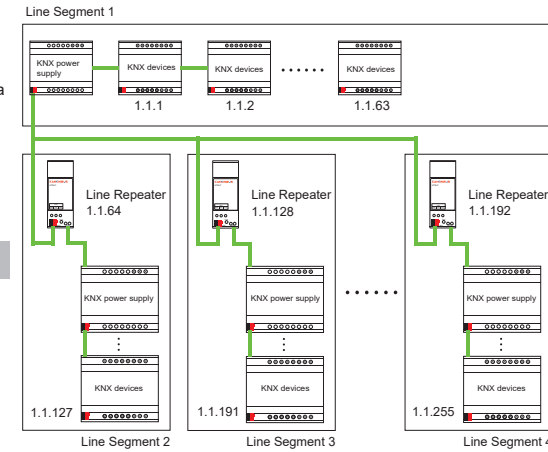 Line Segment 1
a
KNX power
supply
KNX devices
KNX devices
KNX devices
1.1.1
1.1.2
1.1.63
Line Repeater
1.1.64
Line Repeater
1.1.128
Line Repeater
1.1.192
KNX power supply
KNX power supply
KNX power supply
KNX devices
KNX devices
KNX devices
1.1.127
1.1.191
1.1.255
Line Segment 2
Line Segment 3
Line Segment 4